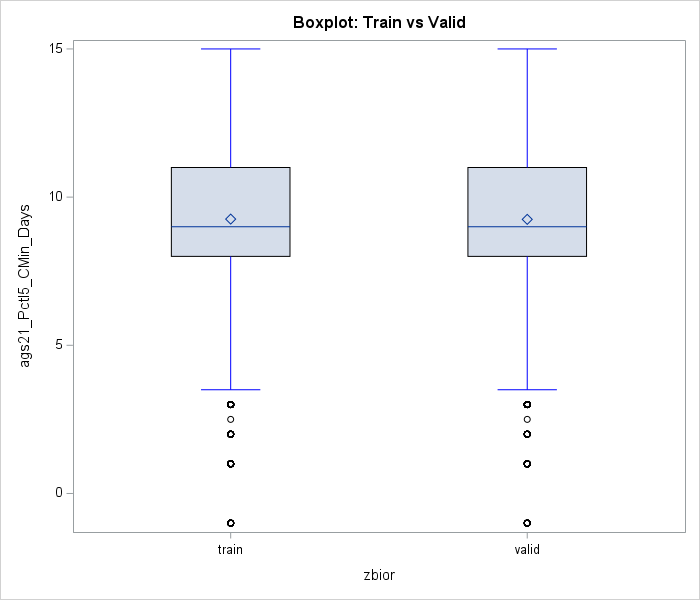 Boxplot: Train vs Valid
15
10
5
0
ags21_Pctl5_CMin_Days
train
valid
zbior